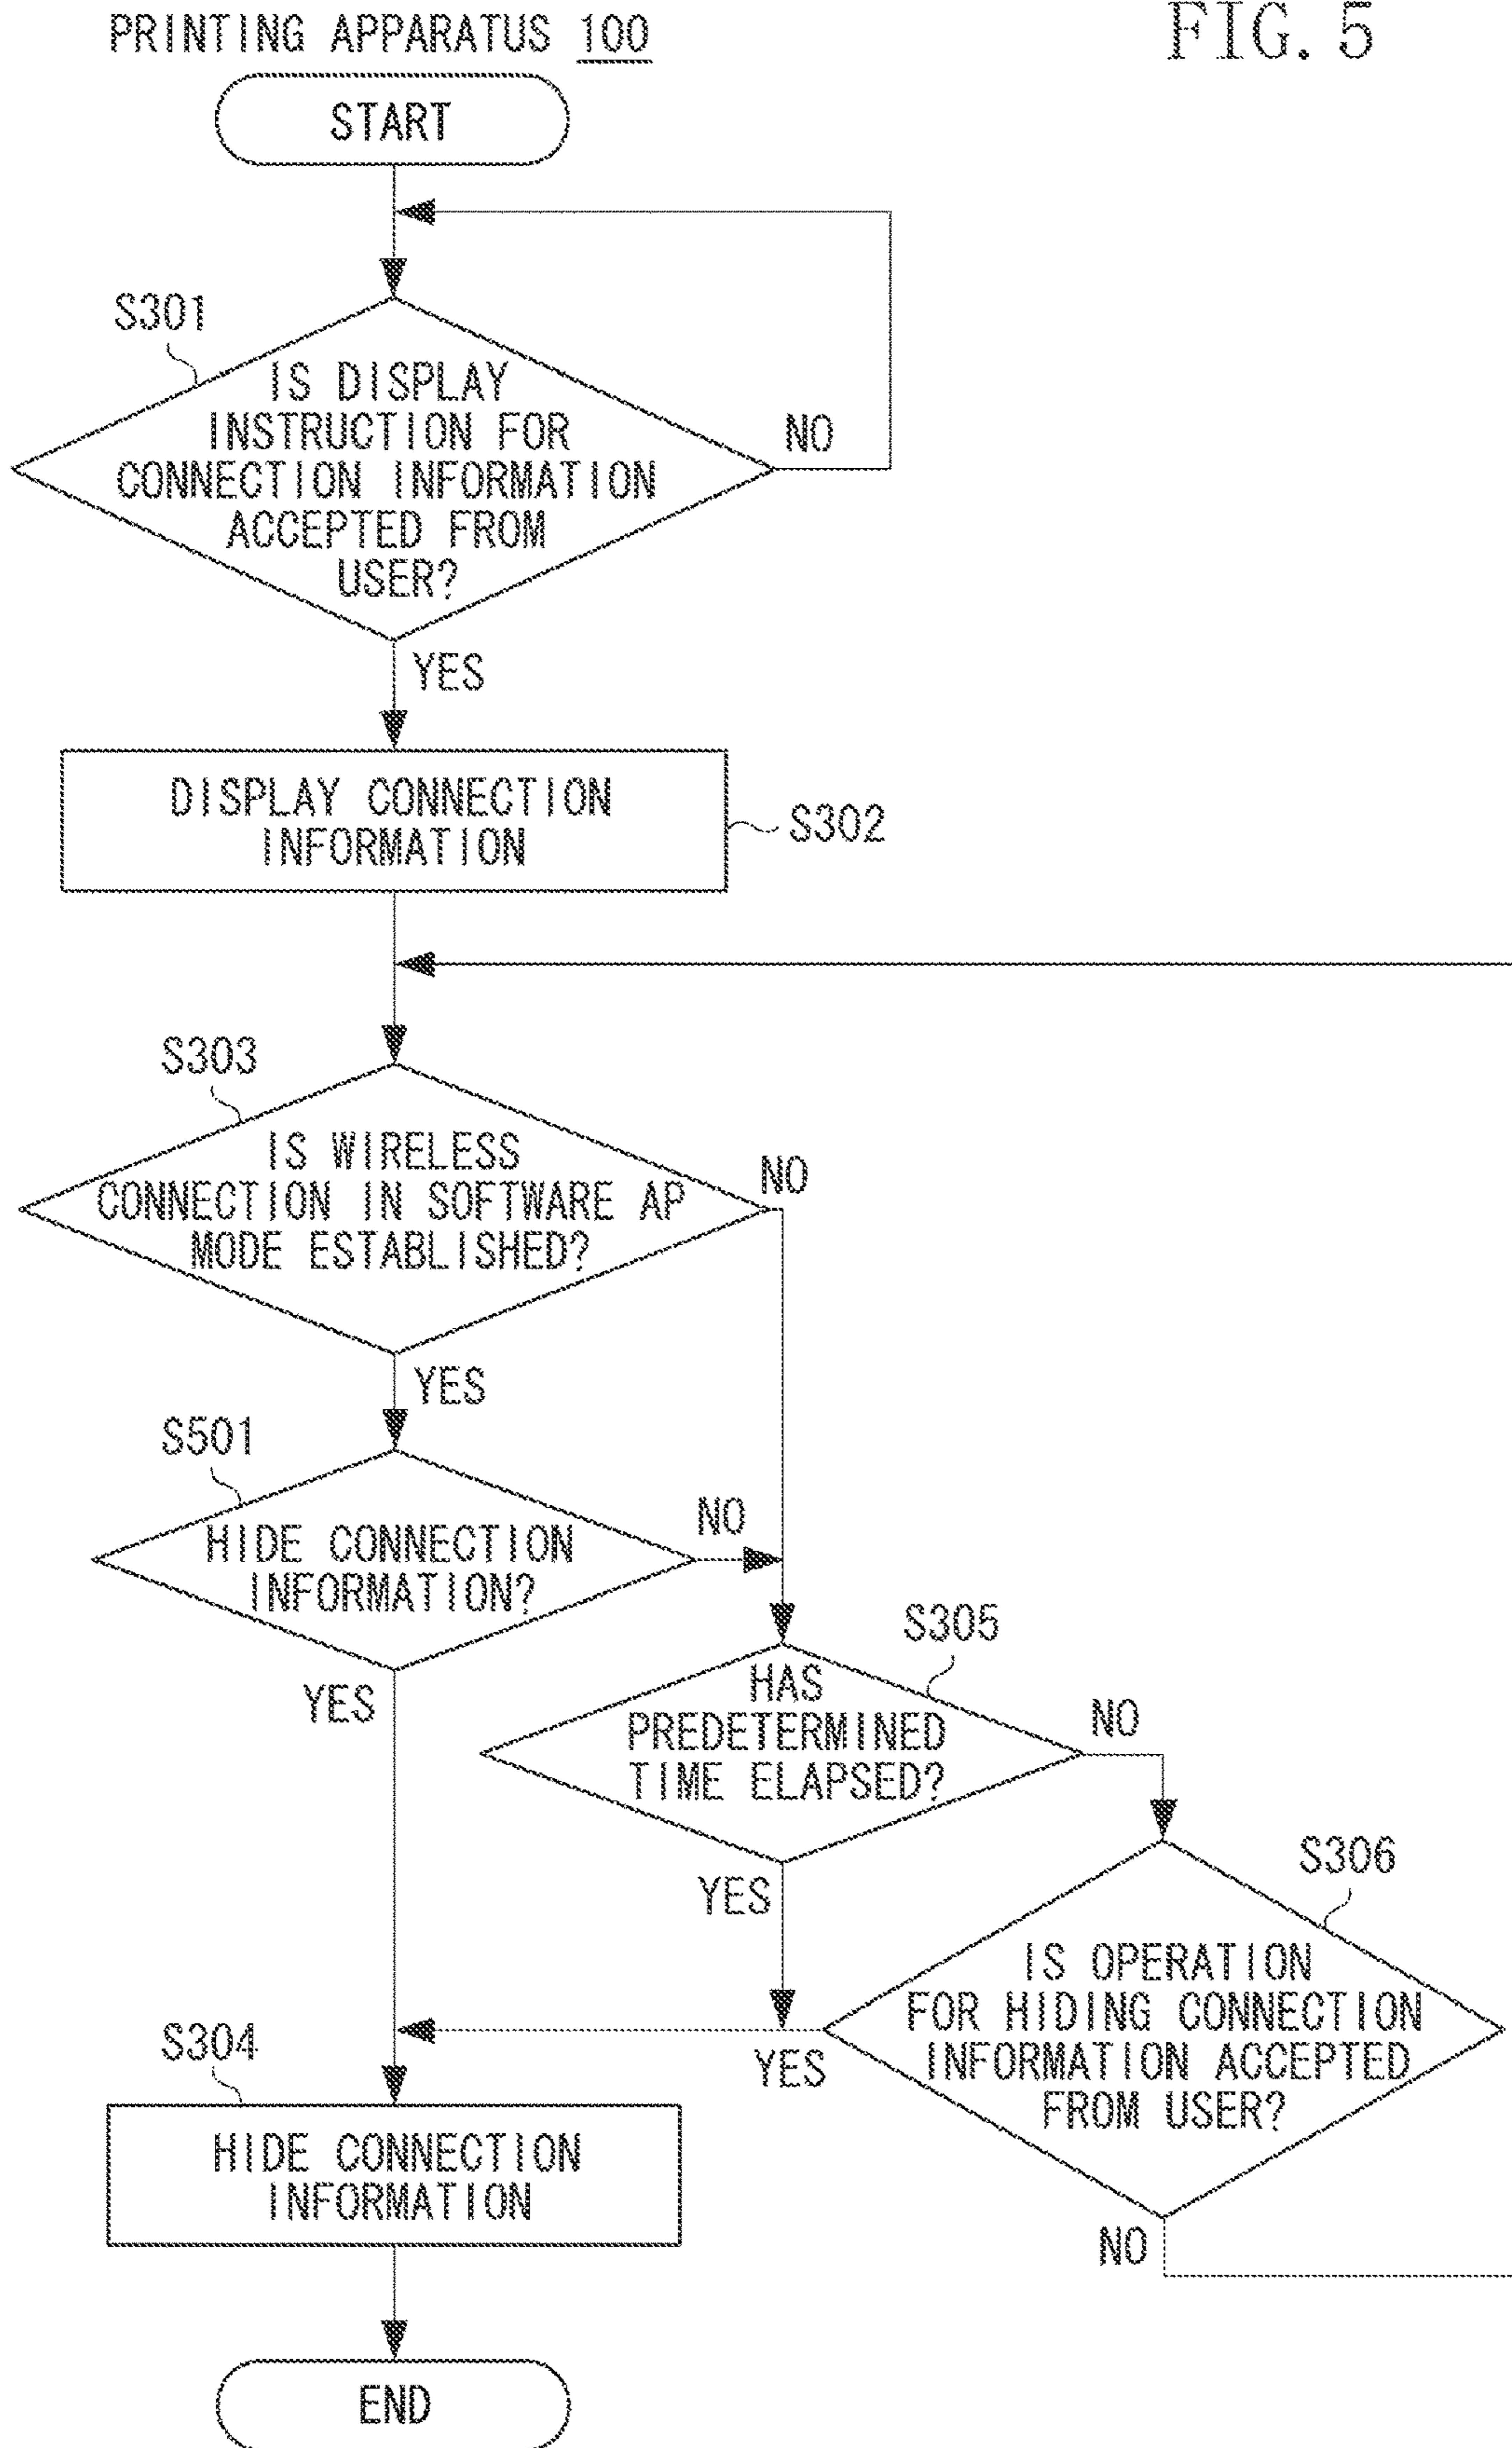 PRINTING APPARATUS 100
FIG. 5
START
S301
IS DISPLAY
INSTRUCTION FOR
CONNECTION INFORMATION
ACCEPTED FROM
USER?
NO
YES
DISPLAY CONNECTION
INFORMATION
S302
S303
IS WIRELESS
CONNECTION IN SOFTWARE AP
MODE ESTABLISHED?
NO
YES
S501
HIDE CONNECTION
INFORMATION?
NO
YES
S305
HAS
PREDETERMINED
TIME ELAPSED?
NO
YES
S306
IS OPERATION
FOR HIDING CONNECTION
INFORMATION ACCEPTED
FROM USER?
YES
NO
S304
HIDE CONNECTION
INFORMATION
END